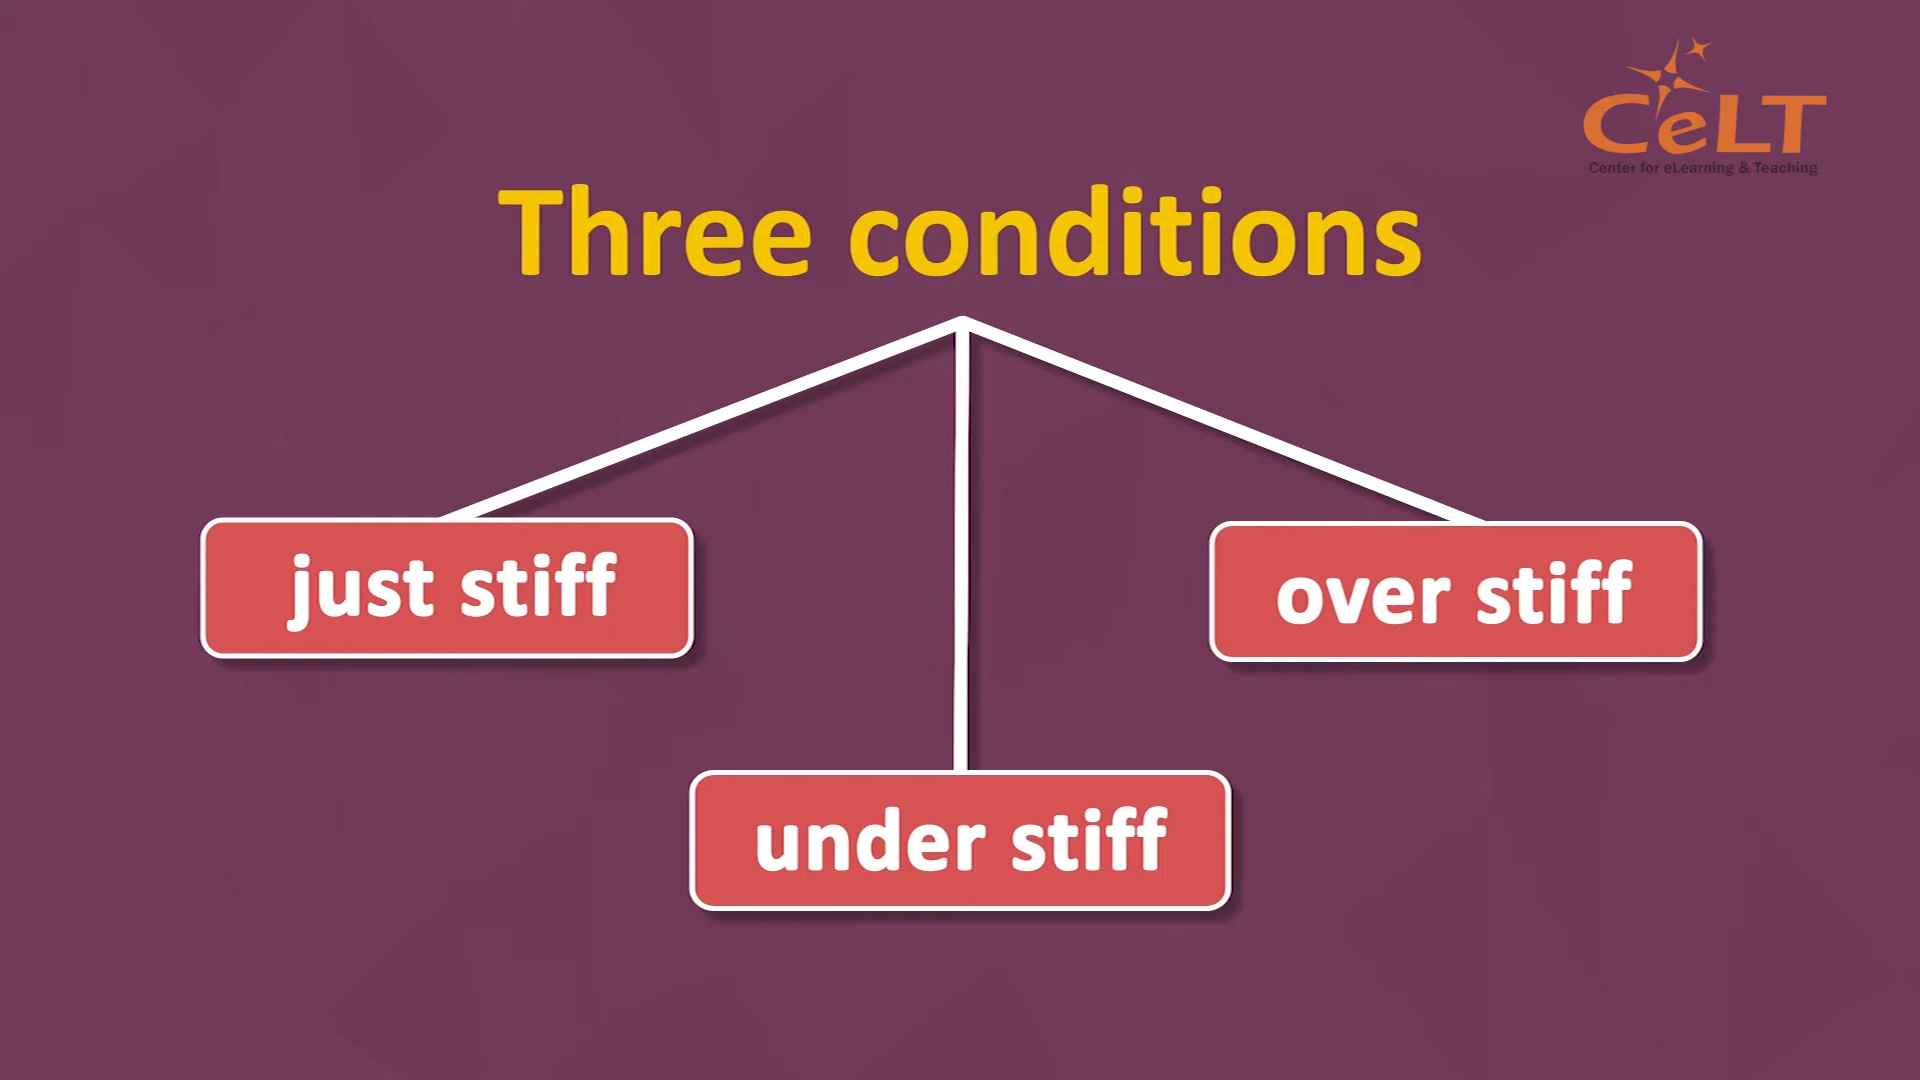 CeLT
Center for eLearning & Teaching
Three conditions
just stiff
over stiff
under stiff